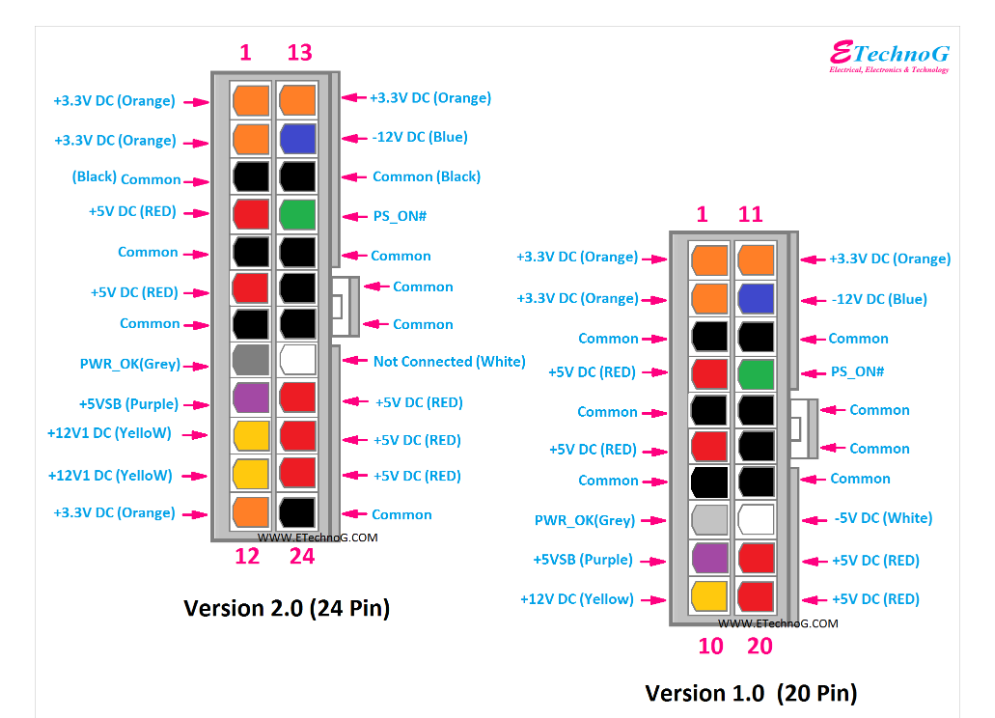 ETechnoG
Electrical, Electronics & Technology
1 13
+3.3V DC (Orange) +3.3V DC (Orange)
+3.3V DC (Orange) -12V DC (Blue)
(Black) Common Common (Black)
+5V DC (RED) PS_ON#
Common Common
+5V DC (RED) Common
Common Common
PWR_OK(Grey) Not Connected (White)
+5VSB (Purple) +5V DC (RED)
+12V1 DC (YelloW) +5V DC (RED)
+12V1 DC (YelloW) +5V DC (RED)
+3.3V DC (Orange) Common
WWW.ETechnoG.COM
12 24
Version 2.0 (24 Pin)
1 11
+3.3V DC (Orange) +3.3V DC (Orange)
+3.3V DC (Orange) -12V DC (Blue)
Common Common
+5V DC (RED) PS_ON#
Common Common
+5V DC (RED) Common
Common Common
PWR_OK(Grey) -5V DC (White)
+5VSB (Purple) +5V DC (RED)
+12V DC (Yellow) +5V DC (RED)
WWW.ETechnoG.COM
10 20
Version 1.0 (20 Pin)